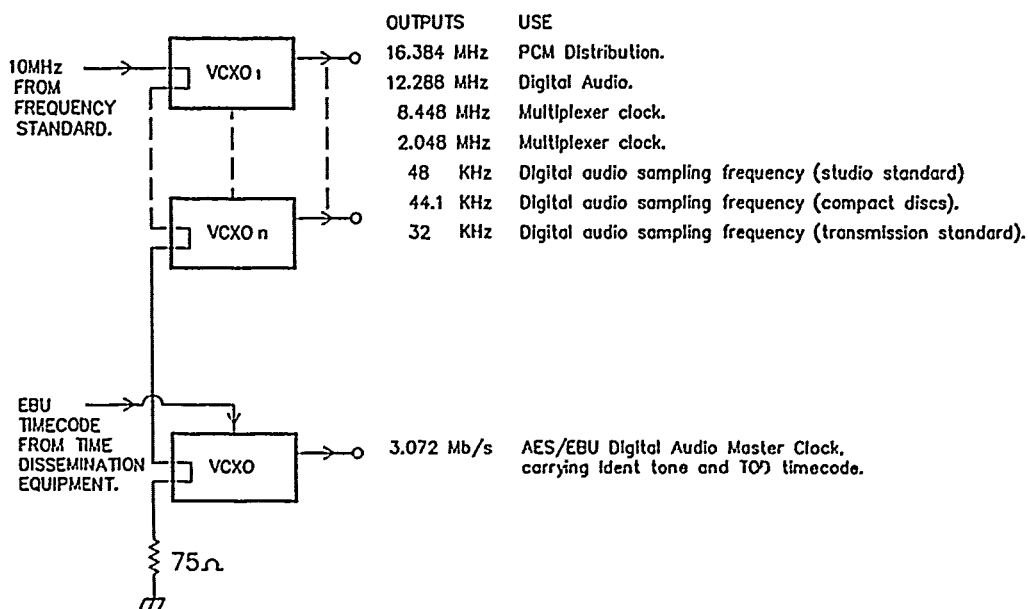 OUTPUTS USE
16.384 MHz PCM Distribution.
12.288 MHz Digital Audio.
8.448 MHz Multiplexer clock.
2.048 MHz Multiplexer clock.
48 KHz Digital audio sampling frequency (studio standard)
44.1 KHz Digital audio sampling frequency (compact discs).
32 KHz Digital audio sampling frequency (transmission standard).
10MHz
FROM
FREQUENCY
STANDARD.
VCXO 1
VCXO n
EBU
TIMECODE
FROM TIME
DISSEMINATION
EQUIPMENT.
VCXO
3.072 Mb/s AES/EBU Digital Audio Master Clock,
carrying Ident tone and TOD timecode.
75Ω